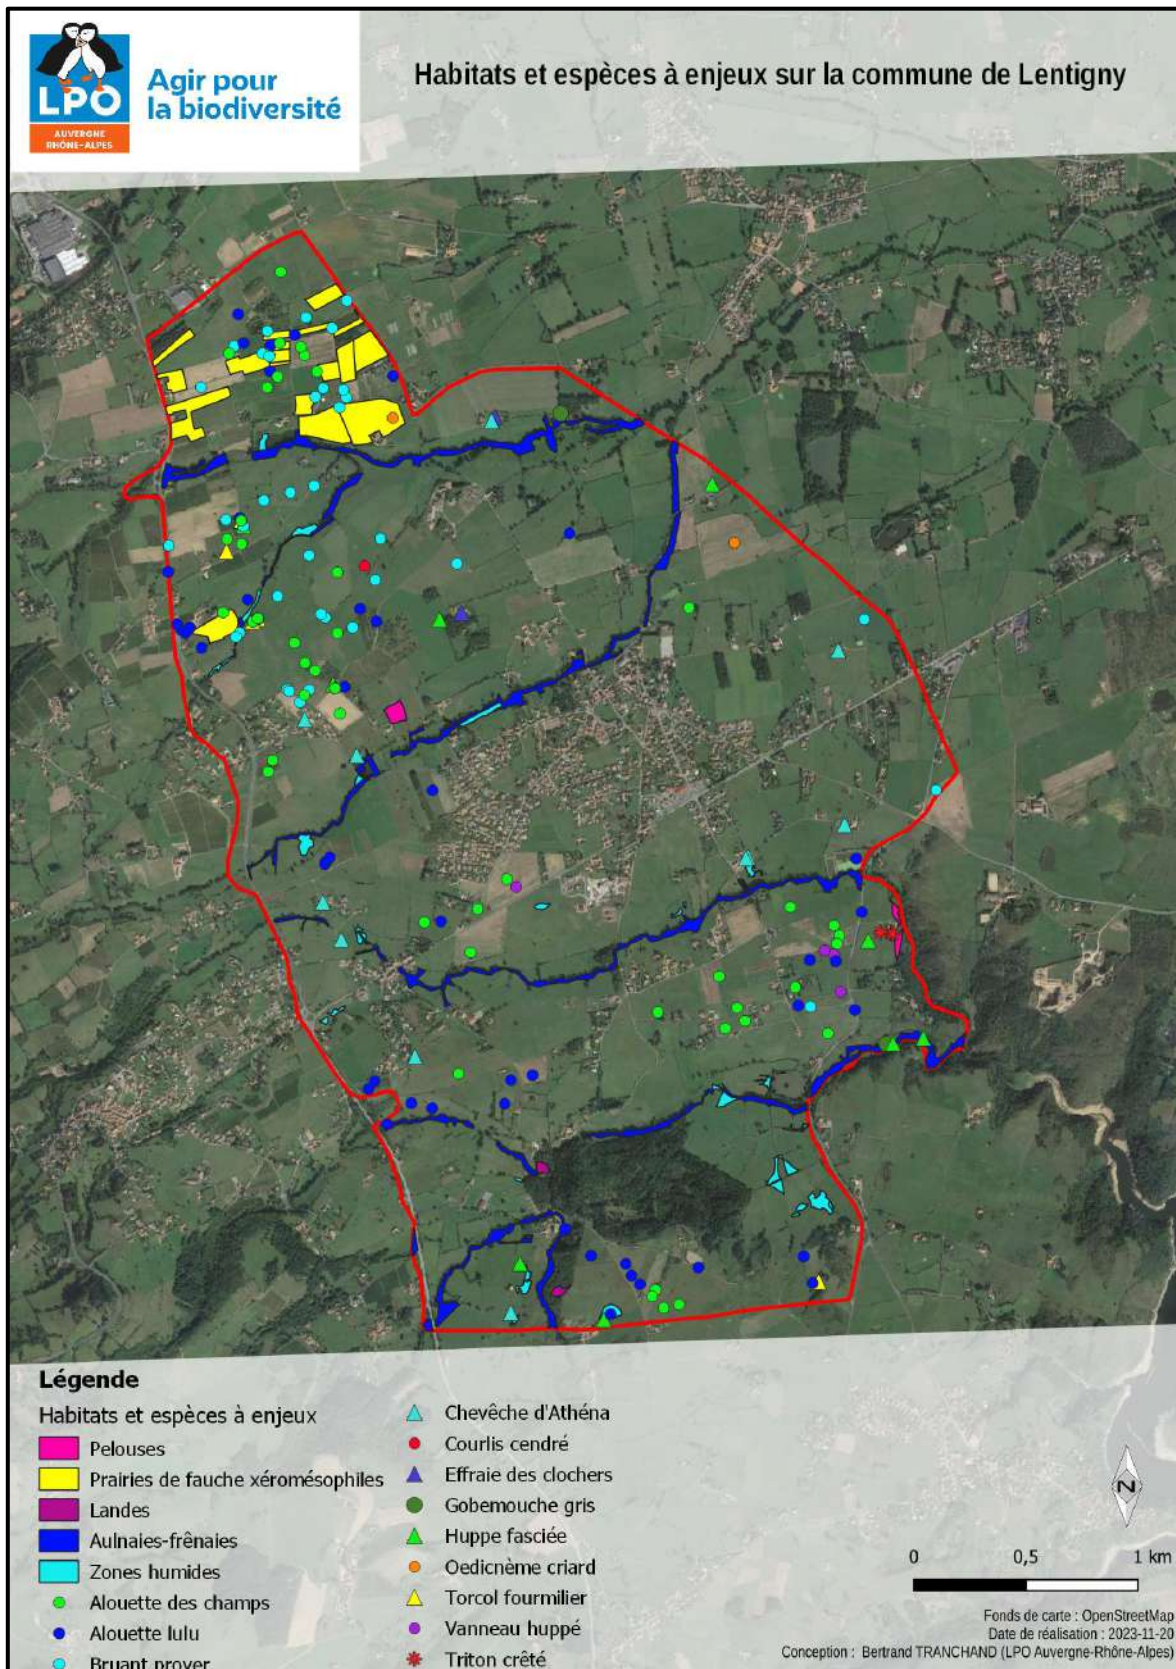 LPO
AUVERGNE
RHÔNE-ALPES
Agir pour
la biodiversité
Habitats et espèces à enjeux sur la commune de Lentigny
Légende
Habitats et espèces à enjeux
Pelouses
Prairies de fauche xéromésophiles
Landes
Aulnaies-frênaies
Zones humides
Alouette des champs
Alouette lulu
Bruant proyer
Chevêche d'Athéna
Courlis cendré
Effraie des clochers
Gobemouche gris
Huppe fasciée
Oedicnème criard
Torcol fourmilier
Vanneau huppé
Triton crêté
N
0 0,5 1 km
Fonds de carte : OpenStreetMap
Date de réalisation : 2023-11-20
Conception : Bertrand TRANCHAND (LPO Auvergne-Rhône-Alpes)